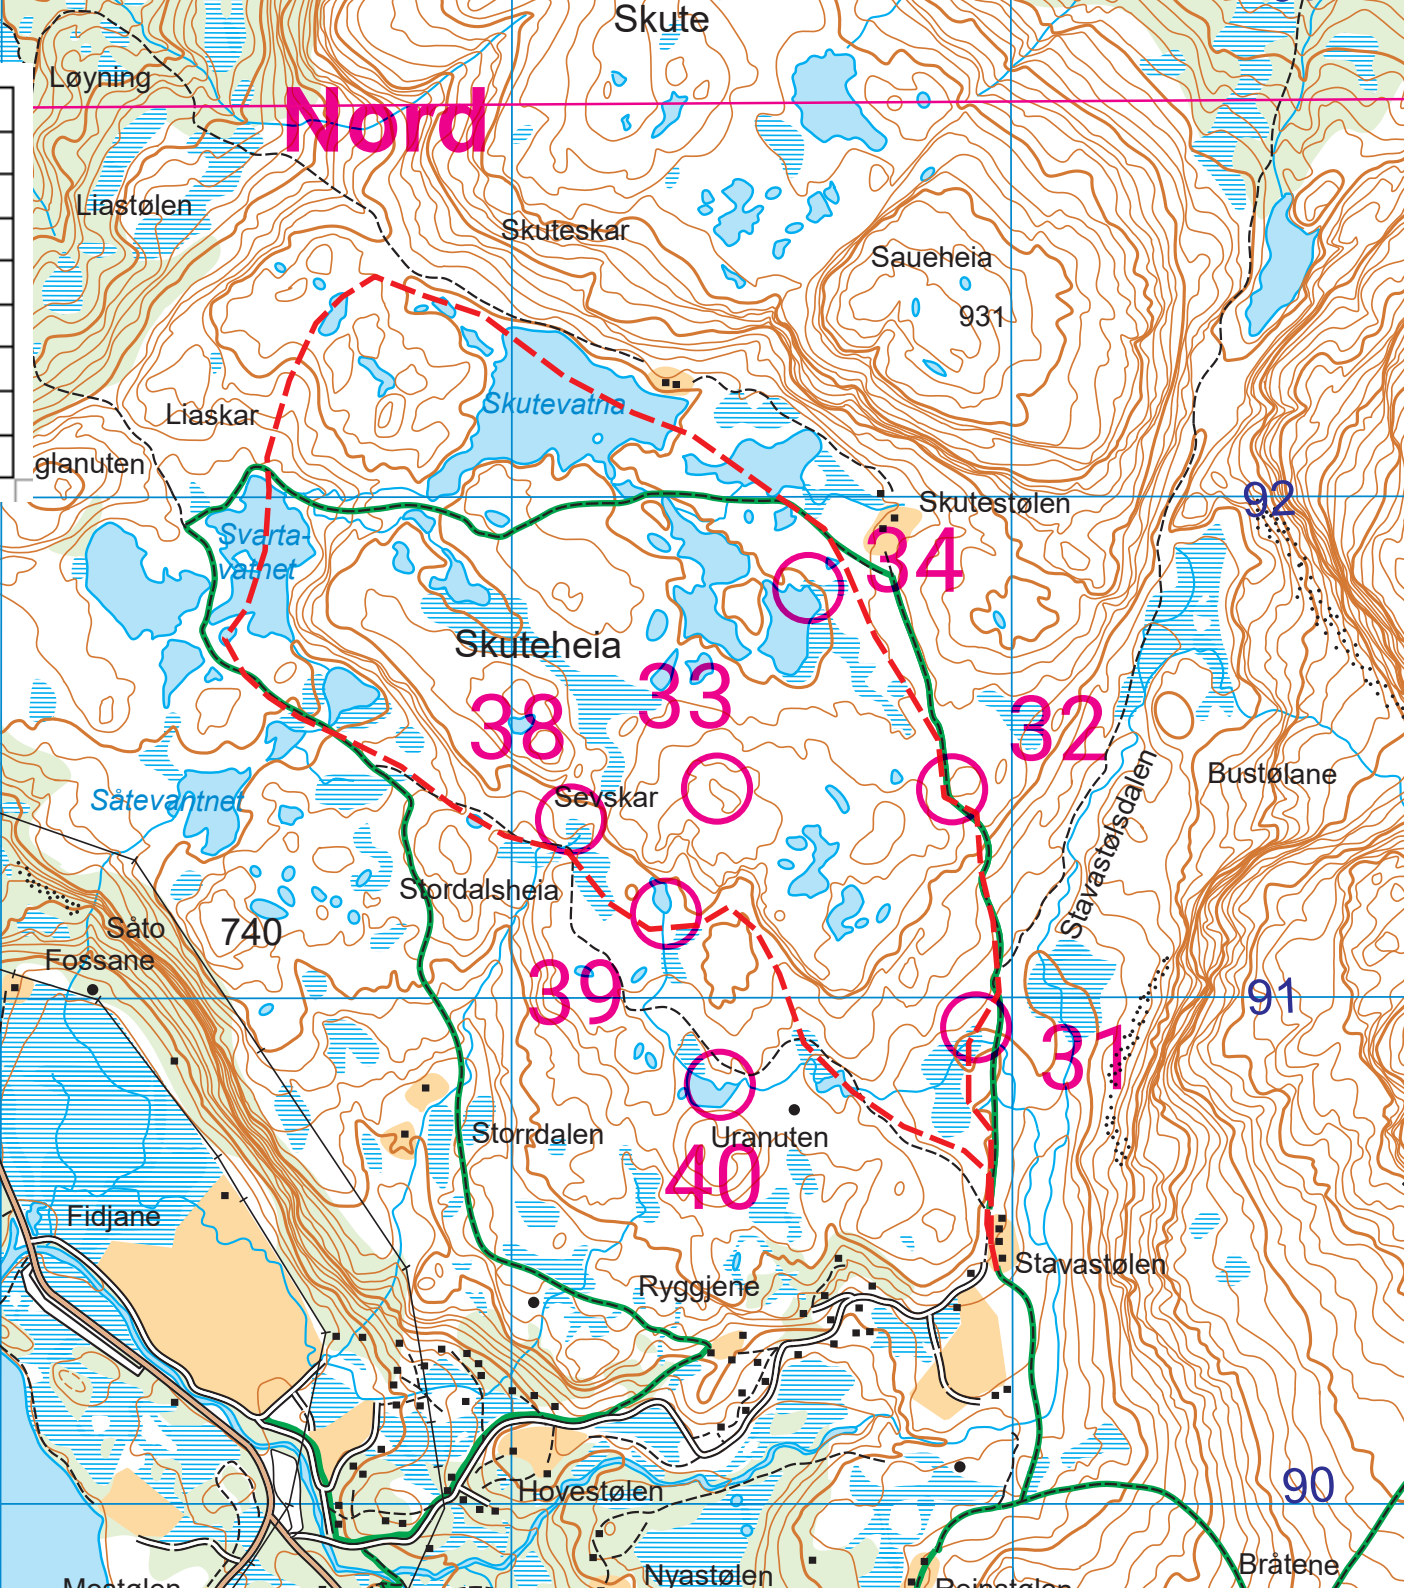 Skute
Løyning
Nord
Liastølen
Skuteskar
Saueheia
931
Liaskar
Skutevatna
glanuten
92
Skutestølen
Svarta-
vatnet
34
Skuteheia
33
38
32
Bustølane
Såtevantnet
Sevskar
Stavastølsdalen
Stordalsheia
Såto
740
Fossane
39
91
31
Storrdalen
Uranuten
40
Fidjane
Stavastølen
Ryggjene
90
Hovestølen
Bråtene
Nyastølen
Reinstølen
Mostølen